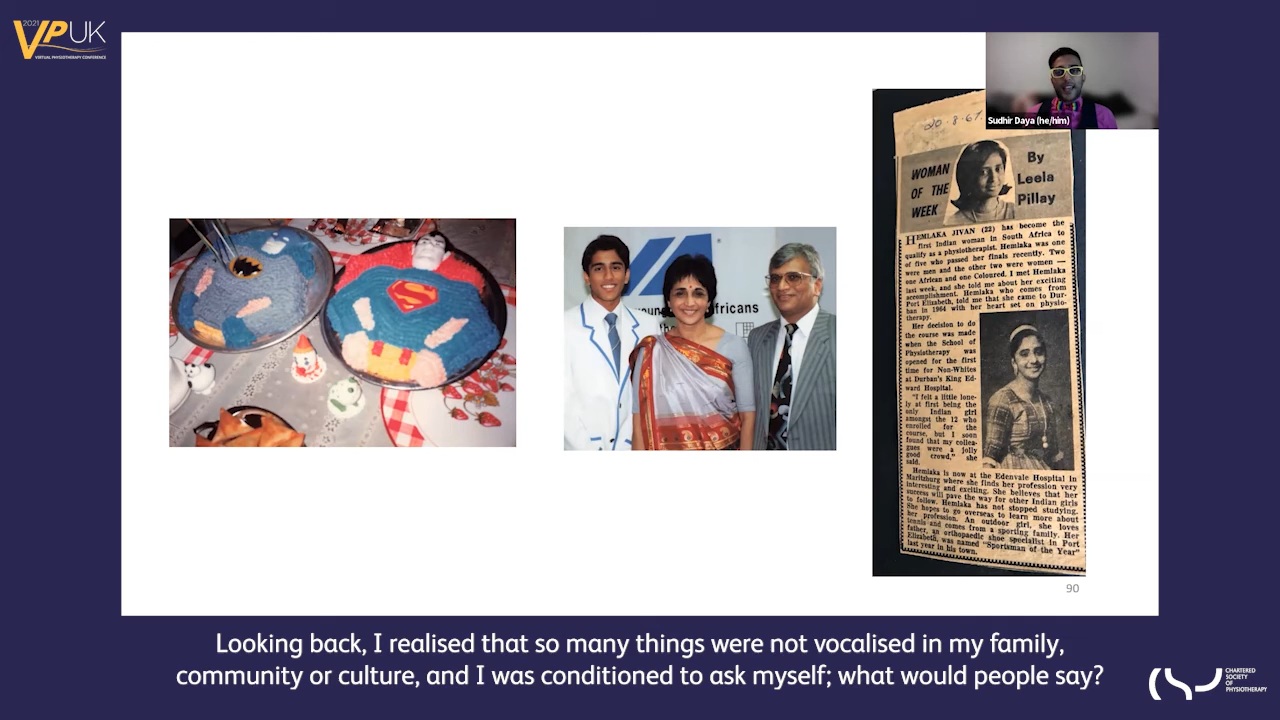 2021
VPUK
VIRTUAL PHYSIOTHERAPY CONFERENCE
Sudhir Daya (he/him)
20.8.67.
WOMAN
OF THE
WEEK
By
Leela
Pillay
HEMLAKA JIVAN (22) has become the
first Indian woman in South Africa to
qualify as a physiotherapist. Hemlaka was one
of five who passed her finals recently. Two
were men and the other two were women —
one African and one Coloured. I met Hemlaka
last week, and she told me about her exciting
accomplishment. Hemlaka who comes from
Port Elizabeth, told me that she came to Dur-
ban in 1964 with her heart set on physio-
therapy.
Her decision to do
the course was made
when the School of
Physiotherapy was
opened for the first
time for Non-Whites
at Durban's King Ed-
ward Hospital.
"I felt a little lone-
ly at first being the
only Indian girl
amongst the 12 who
enrolled for the
course, but I soon
found that my collea-
gues were a jolly
good crowd," she
said.
Hemlaka is now at the Edenvale Hospital in
Maritzburg where she finds her profession very
interesting and exciting. She believes that her
success will pave the way for other Indian girls
to follow. Hemlaka has not stopped studying.
She hopes to go overseas to learn more about
her profession. An outdoor girl, she loves
tennis and comes from a sporting family. Her
father, an orthopaedic shoe specialist in Port
Elizabeth, was named "Sportsman of the Year"
last year in his town.
90
Looking back, I realised that so many things were not vocalised in my family,
community or culture, and I was conditioned to ask myself; what would people say?
CHARTERED
SOCIETY
OF
PHYSIOTHERAPY